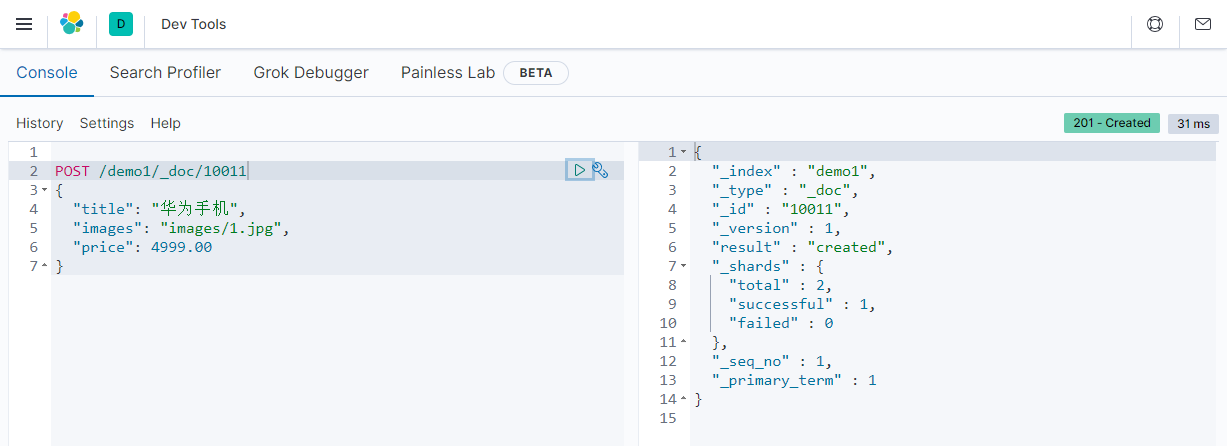 D Dev Tools
Console Search Profiler Grok Debugger Painless Lab BETA
History Settings Help 201 - Created 31 ms
1
2 POST /demo1/_doc/10011
3 {
4 "title": "华为手机",
5 "images": "images/1.jpg",
6 "price": 4999.00
7 }
1 {
2 "_index" : "demo1",
3 "_type" : "_doc",
4 "_id" : "10011",
5 "_version" : 1,
6 "result" : "created",
7 "_shards" : {
8 "total" : 2,
9 "successful" : 1,
10 "failed" : 0
11 },
12 "_seq_no" : 1,
13 "_primary_term" : 1
14 }
15